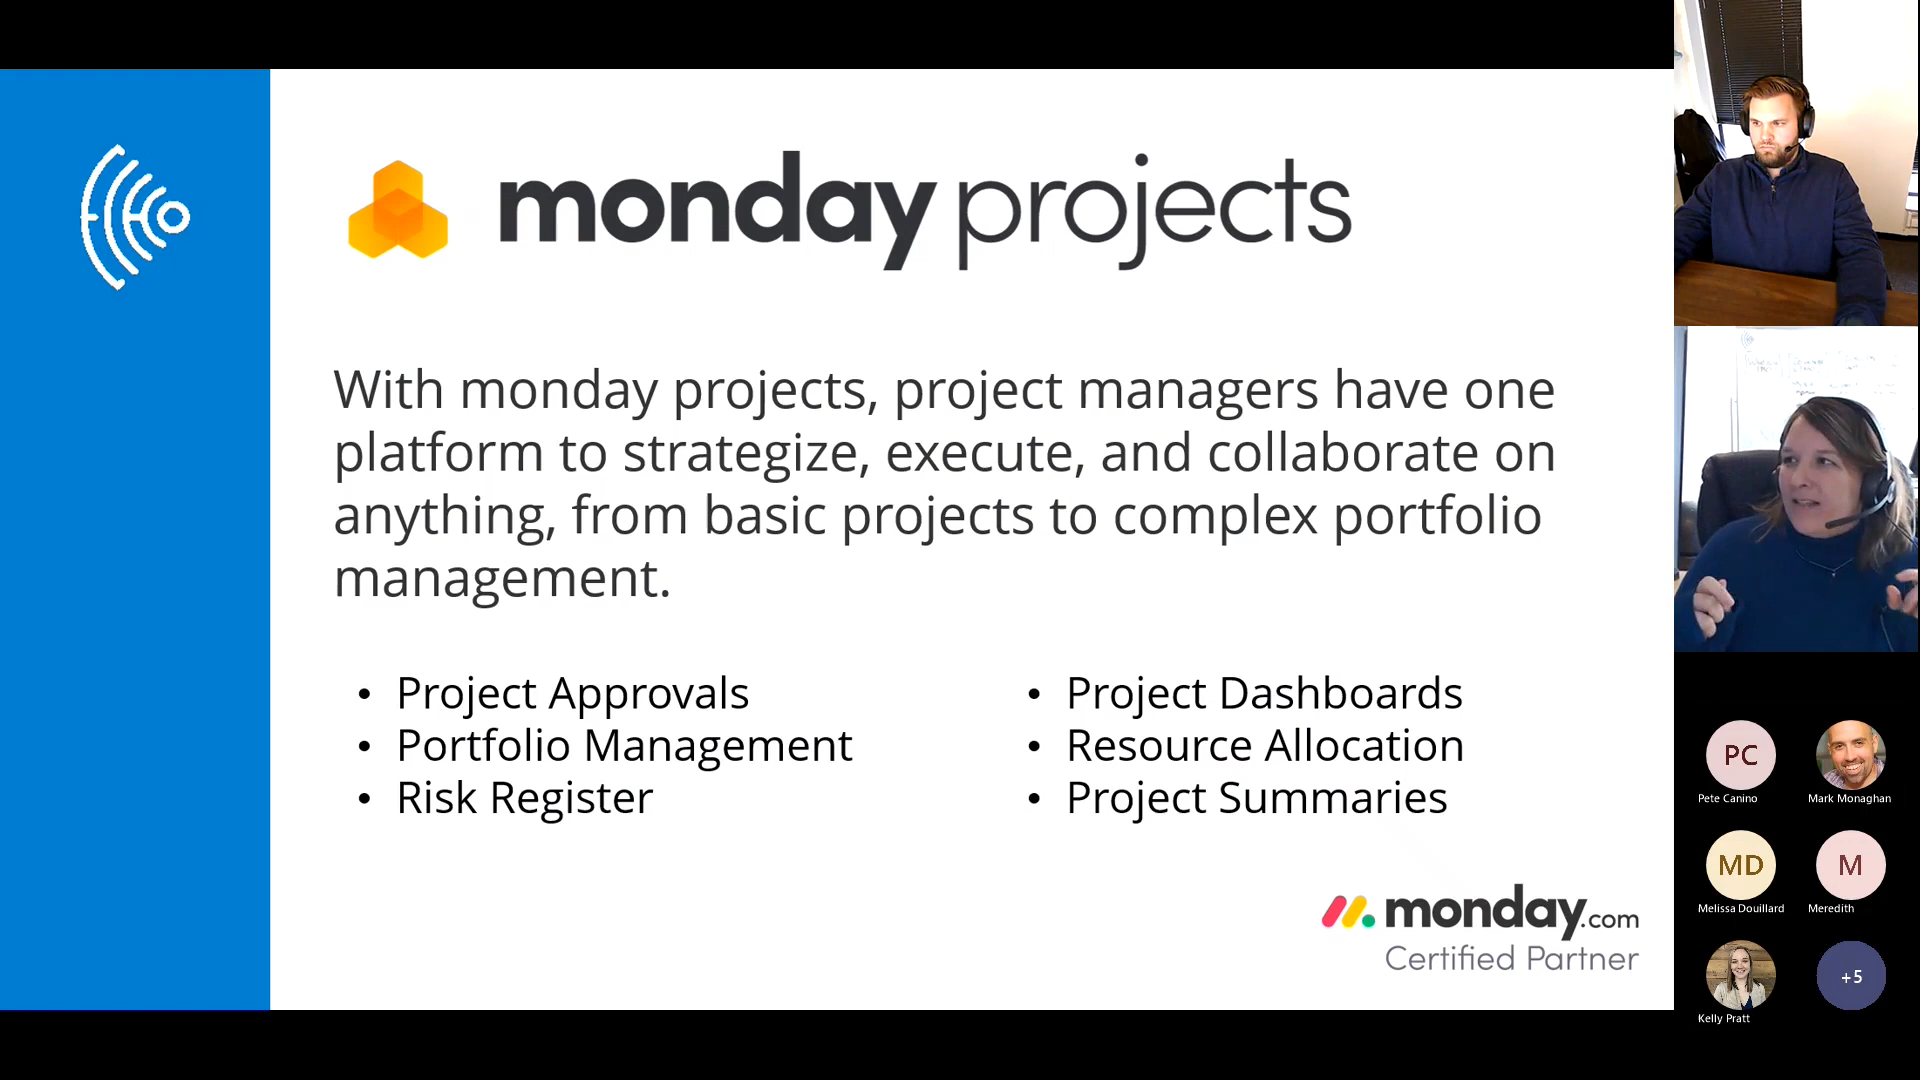 ECHO
monday projects
With monday projects, project managers have one
platform to strategize, execute, and collaborate on
anything, from basic projects to complex portfolio
management.
• Project Approvals
• Portfolio Management
• Risk Register
• Project Dashboards
• Resource Allocation
• Project Summaries
monday.com
Certified Partner
PC
Pete Canino
Mark Monaghan
MD
Melissa Douillard
M
Meredith
Kelly Pratt
+5